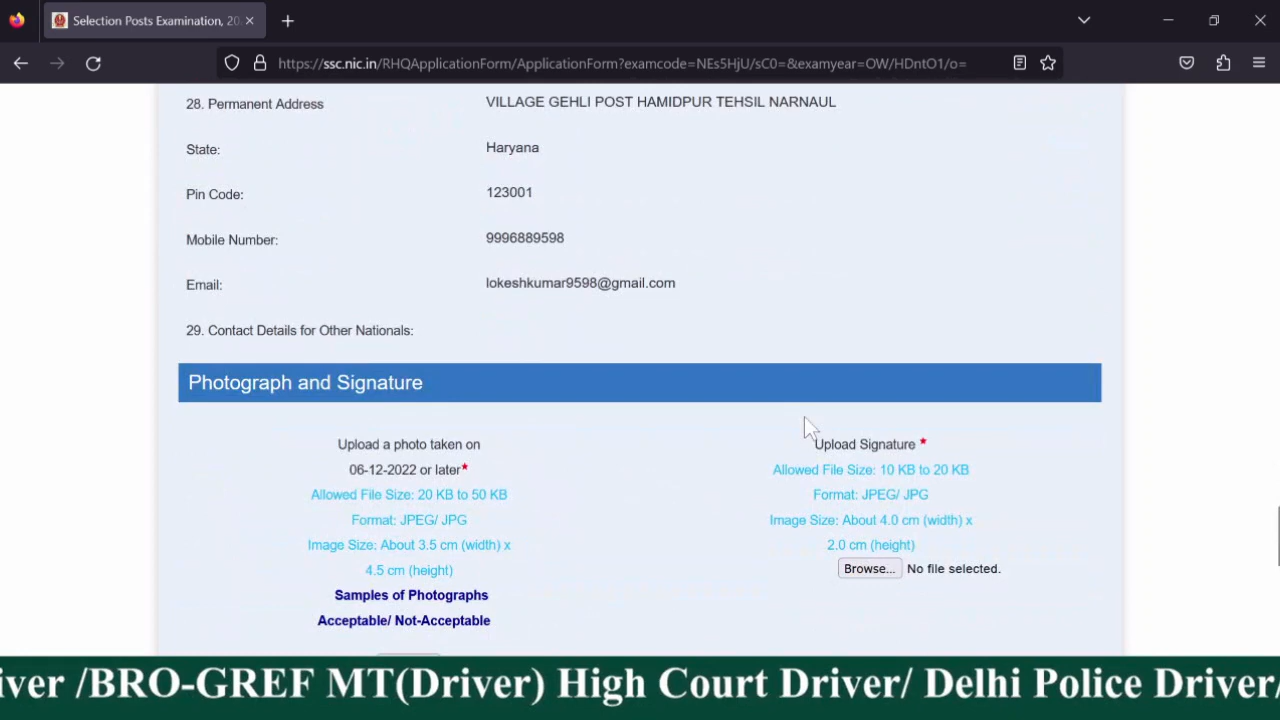 Selection Posts Examination, 20
https://ssc.nic.in/RHQApplicationForm/ApplicationForm?examcode=NEs5HjU/sC0=&examyear=OW/HDntO1/o=
28. Permanent Address VILLAGE GEHLI POST HAMIDPUR TEHSIL NARNAUL
State: Haryana
Pin Code: 123001
Mobile Number: 9996889598
Email: lokeshkumar9598@gmail.com
29. Contact Details for Other Nationals:
Photograph and Signature
Upload a photo taken on
06-12-2022 or later*
Allowed File Size: 20 KB to 50 KB
Format: JPEG/ JPG
Image Size: About 3.5 cm (width) x
4.5 cm (height)
Samples of Photographs
Acceptable/ Not-Acceptable
Upload Signature *
Allowed File Size: 10 KB to 20 KB
Format: JPEG/ JPG
Image Size: About 4.0 cm (width) x
2.0 cm (height)
Browse... No file selected.
iver /BRO-GREF MT(Driver) High Court Driver/ Delhi Police Driver/